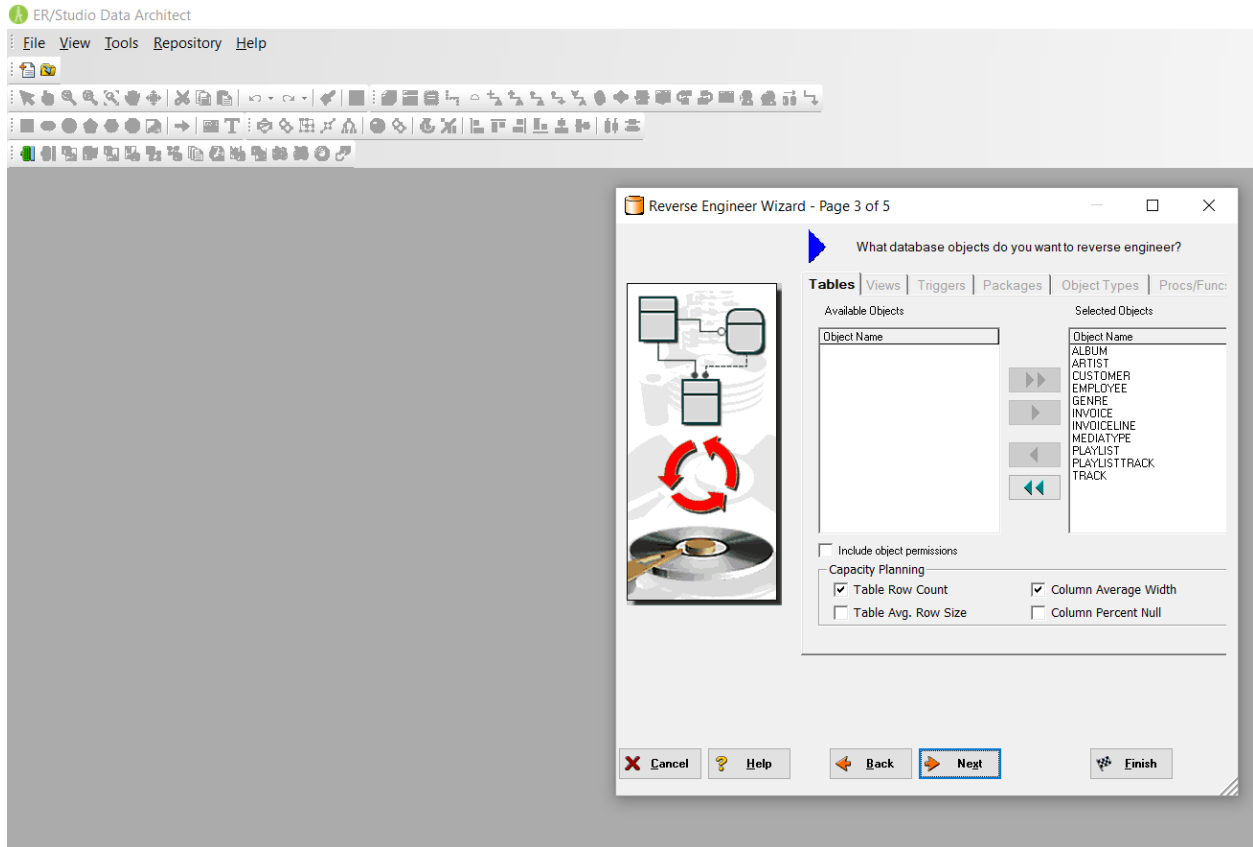 ER/Studio Data Architect
File View Tools Repository Help
Reverse Engineer Wizard - Page 3 of 5
What database objects do you want to reverse engineer?
Tables Views Triggers Packages Object Types Procs/Func
Available Objects Selected Objects
Object Name Object Name
ALBUM
ARTIST
CUSTOMER
EMPLOYEE
GENRE
INVOICE
INVOICELINE
MEDIATYPE
PLAYLIST
PLAYLISTTRACK
TRACK
Include object permissions
Capacity Planning
Table Row Count Column Average Width
Table Avg. Row Size Column Percent Null
Cancel Help Back Next Finish